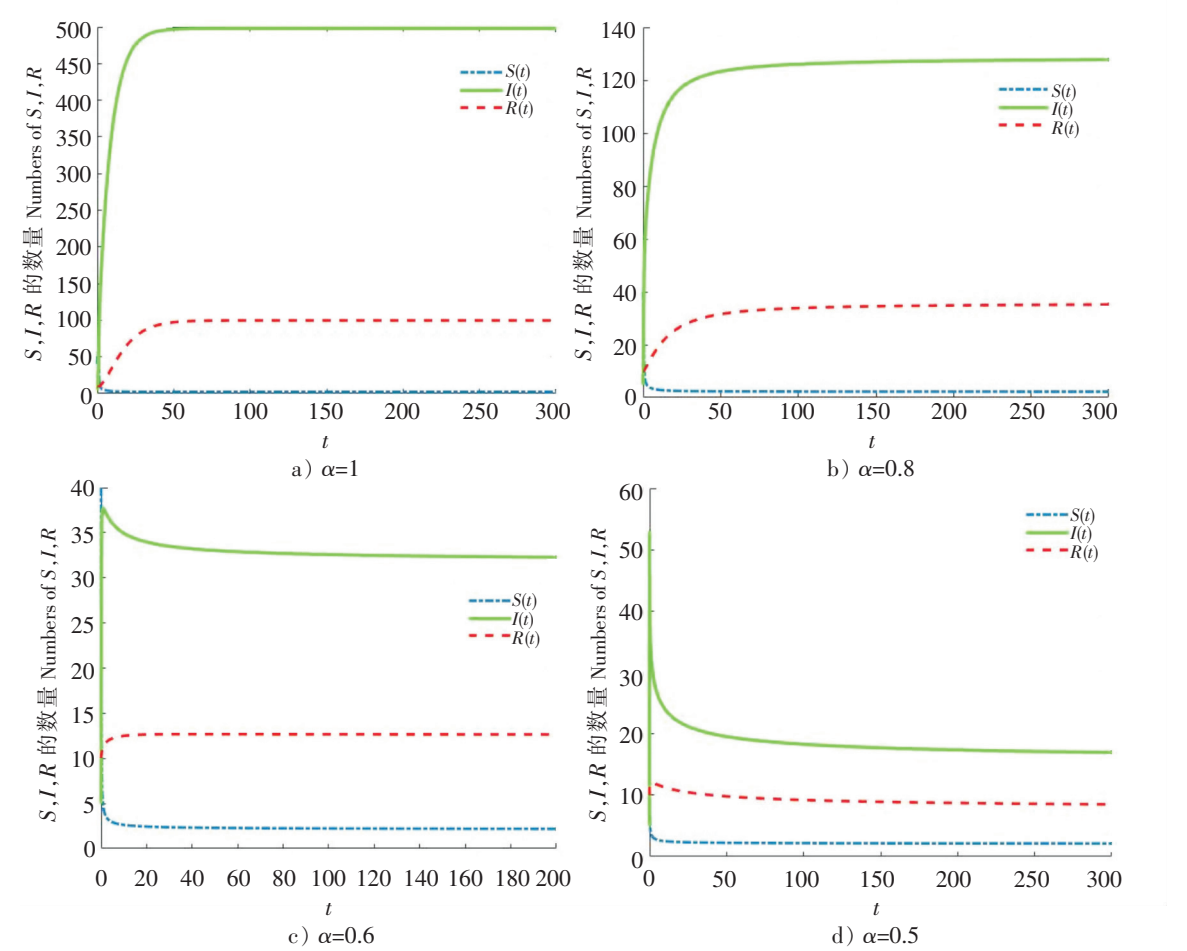 S,I,R 的数量 Numbers of S,I,R
500
450
400
350
300
250
200
150
100
50
0
S(t)
I(t)
R(t)
0 50 100 150 200 250 300
t
a) α=1
S,I,R 的数量 Numbers of S,I,R
140
120
100
80
60
40
20
0
S(t)
I(t)
R(t)
0 50 100 150 200 250 300
t
b) α=0.8
S,I,R 的数量 Numbers of S,I,R
40
35
30
25
20
15
10
5
0
S(t)
I(t)
R(t)
0 20 40 60 80 100 120 140 160 180 200
t
c) α=0.6
S,I,R 的数量 Numbers of S,I,R
60
50
40
30
20
10
0
S(t)
I(t)
R(t)
0 50 100 150 200 250 300
t
d) α=0.5